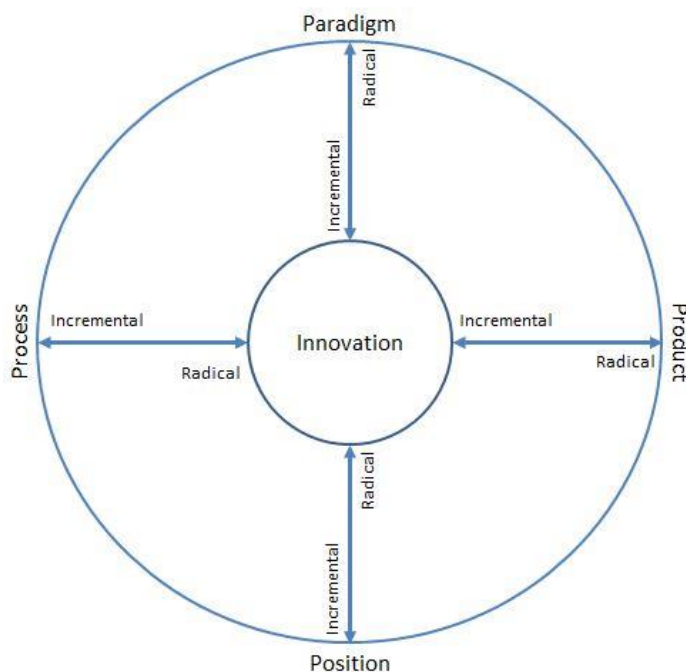 Paradigm
Radical
Incremental
Process
Incremental
Radical
Innovation
Incremental
Radical
Product
Radical
Incremental
Position